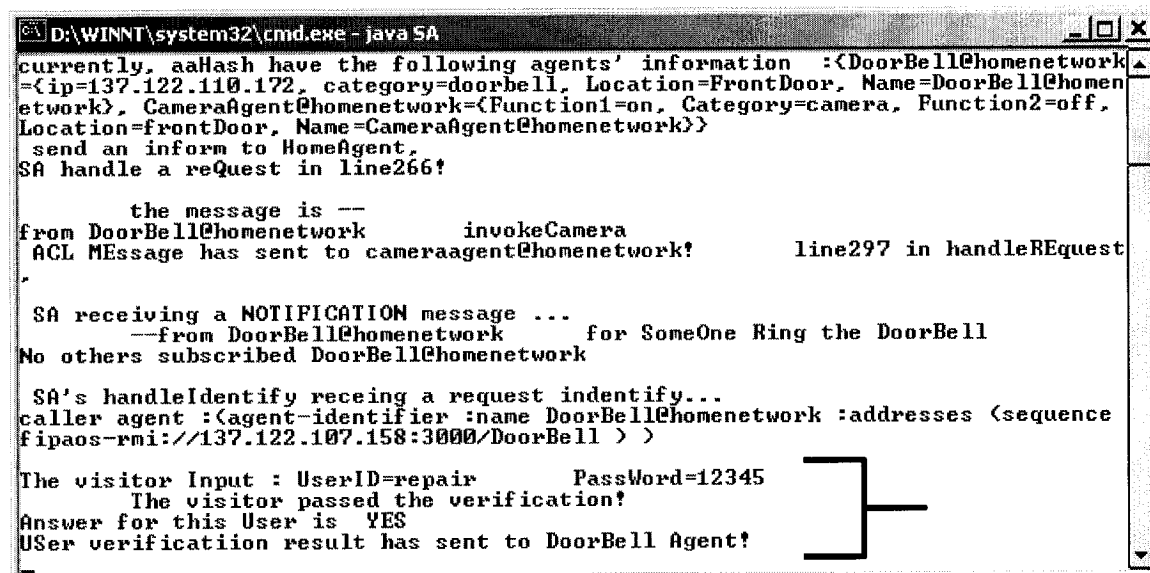 D:\WINNT\system32\cmd.exe - java SA
currently, aaHash have the following agents' information  :{DoorBell@homenetwork
={ip=137.122.110.172, category=doorbell, Location=FrontDoor, Name=DoorBell@homen
etwork}, CameraAgent@homenetwork={Function1=on, Category=camera, Function2=off,
Location=frontDoor, Name=CameraAgent@homenetwork}}
 send an inform to HomeAgent,
SA handle a reQuest in line266!
the message is --
from DoorBell@homenetwork        invokeCamera
 ACL MEssage has sent to cameraagent@homenetwork!        line297 in handleREquest
,
 SA receiving a NOTIFICATION message ...
--from DoorBell@homenetwork      for SomeOne Ring the DoorBell
No others subscribed DoorBell@homenetwork
 SA's handleIdentify receing a request indentify...
caller agent :(agent-identifier :name DoorBell@homenetwork :addresses (sequence
fipaos-rmi://137.122.107.158:3000/DoorBell ) )
The visitor Input : UserID=repair        PassWord=12345
The visitor passed the verification!
Answer for this User is  YES
USer verificatiion result has sent to DoorBell Agent!